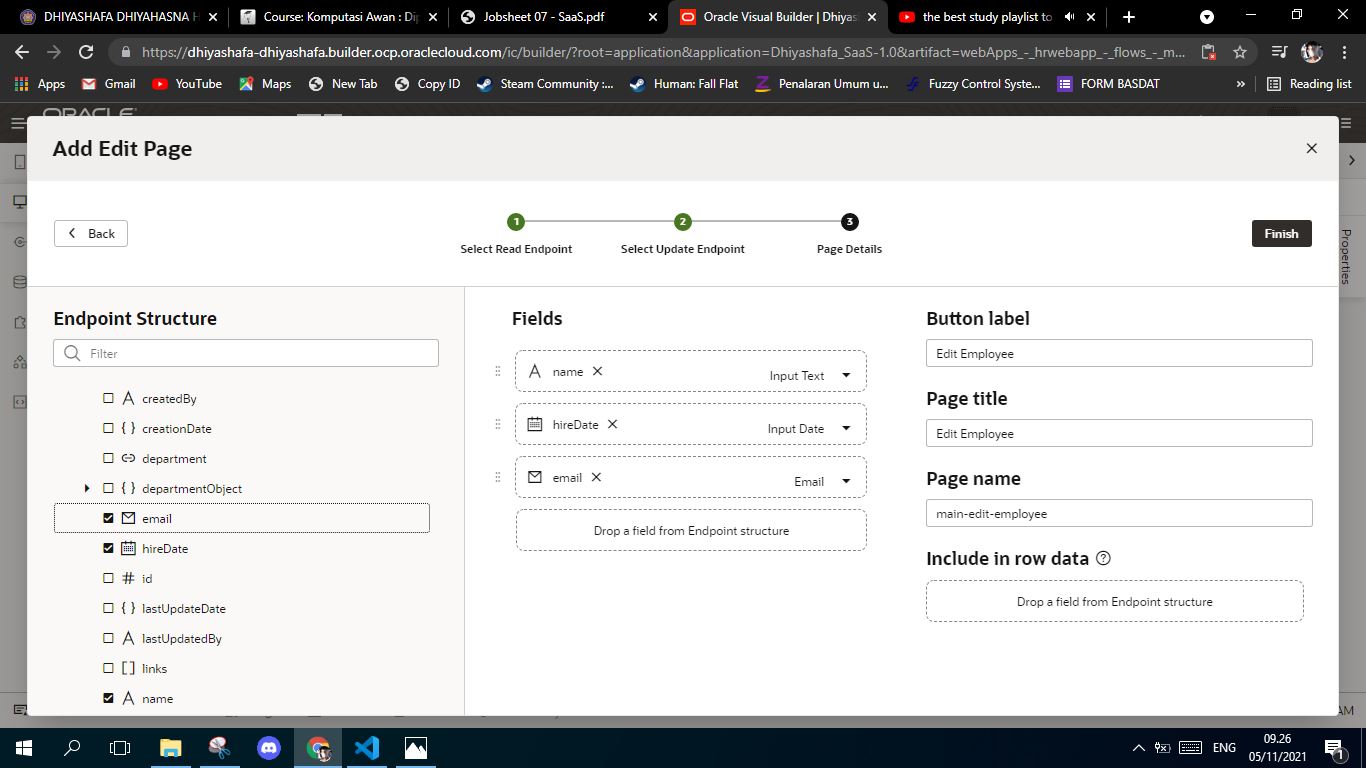 DHIYASHAFA DHIYAHASNA H
Course: Komputasi Awan : Di
Jobsheet 07 - SaaS.pdf
Oracle Visual Builder | Dhiyas
the best study playlist to
https://dhiyashafa-dhiyashafa.builder.ocp.oraclecloud.com/ic/builder/?root=application&application=Dhiyashafa_SaaS-1.0&artifact=webApps_-_hrwebapp_-_flows_-_m...
Apps
Gmail
YouTube
Maps
New Tab
Copy ID
Steam Community :...
Human: Fall Flat
Penalaran Umum u...
Fuzzy Control Syste...
FORM BASDAT
»
Reading list
ORACLE
Add Edit Page
Back
1
2
3
Select Read Endpoint
Select Update Endpoint
Page Details
Finish
Properties
Endpoint Structure
Filter
createdBy
{ } creationDate
department
{ } departmentObject
email
hireDate
# id
{ } lastUpdateDate
lastUpdatedBy
[ ] links
name
Fields
name
Input Text
hireDate
Input Date
email
Email
Drop a field from Endpoint structure
Button label
Edit Employee
Page title
Edit Employee
Page name
main-edit-employee
Include in row data ?
Drop a field from Endpoint structure
AM
ENG
09.26
05/11/2021
1